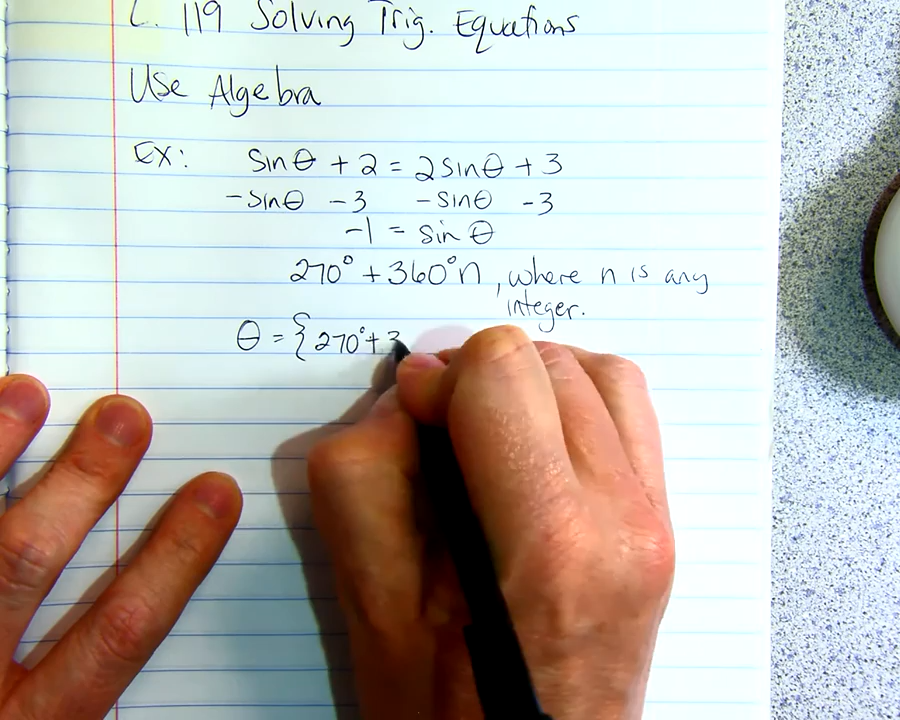 L. 119 Solving Trig. Equations
Use Algebra
Ex: sinθ + 2 = 2sinθ + 3
-sinθ -3 -sinθ -3
-1 = sin θ
270° + 360°n, where n is any
integer.
θ = { 270° + 3